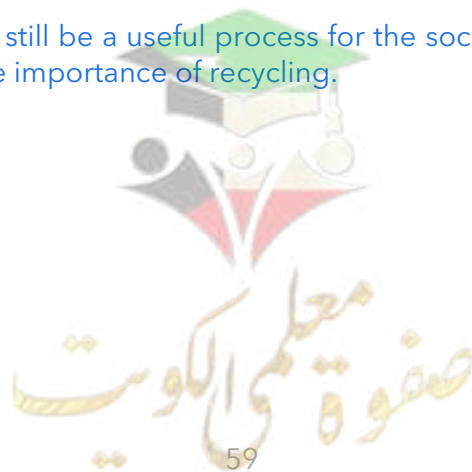 still be a useful process for the soc
e importance of recycling.
صفوة معلمي الكويت
59